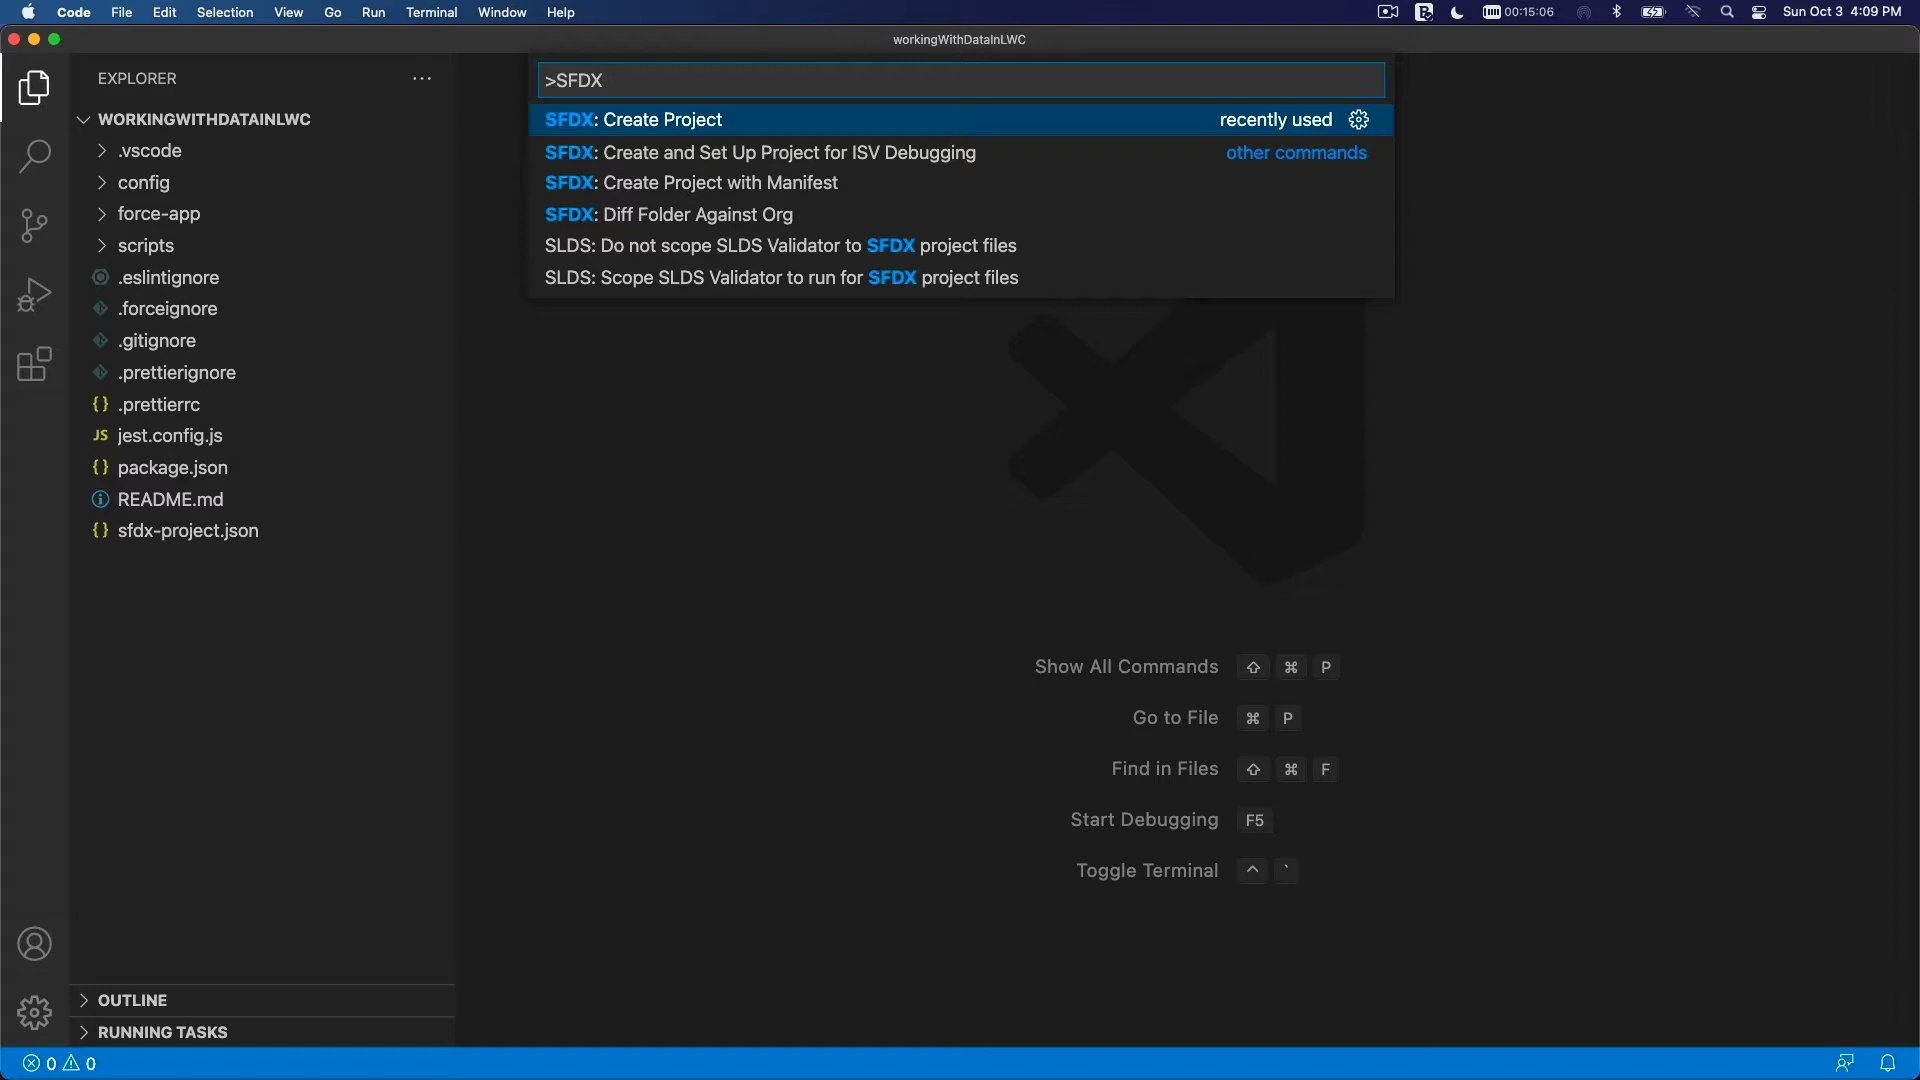 Code File Edit Selection View Go Run Terminal Window Help 00:15:06 Sun Oct 3 4:09 PM
workingWithDataInLWC
EXPLORER ...
>SFDX
SFDX: Create Project recently used
SFDX: Create and Set Up Project for ISV Debugging other commands
SFDX: Create Project with Manifest
SFDX: Diff Folder Against Org
SLDS: Do not scope SLDS Validator to SFDX project files
SLDS: Scope SLDS Validator to run for SFDX project files
WORKINGWITHDATAINLWC
.vscode
config
force-app
scripts
.eslintignore
.forceignore
.gitignore
.prettierignore
{} .prettierrc
JS jest.config.js
{} package.json
README.md
{} sfdx-project.json
Show All Commands ⇧ ⌘ P
Go to File ⌘ P
Find in Files ⇧ ⌘ F
Start Debugging F5
Toggle Terminal ^ `
OUTLINE
RUNNING TASKS
0 0